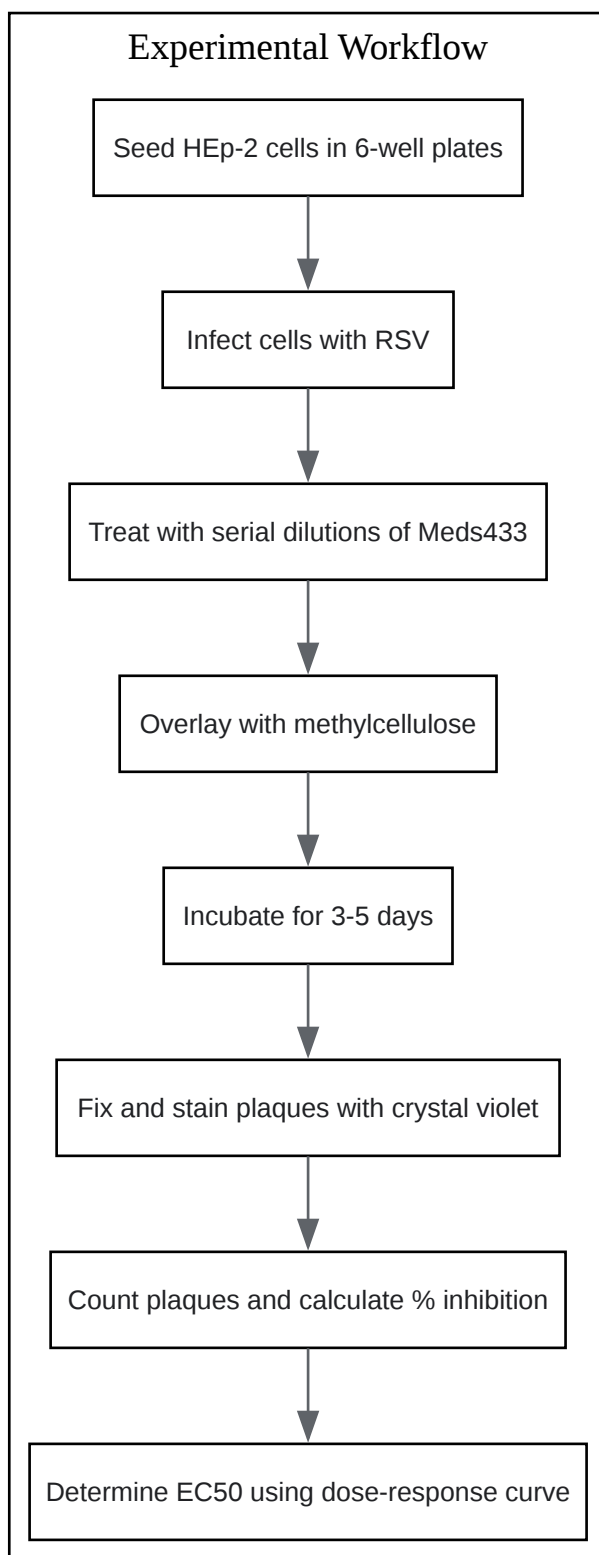 Experimental Workflow
Seed HEp-2 cells in 6-well plates
Infect cells with RSV
Treat with serial dilutions of Meds433
Overlay with methylcellulose
Incubate for 3-5 days
Fix and stain plaques with crystal violet
Count plaques and calculate % inhibition
Determine EC50 using dose-response curve